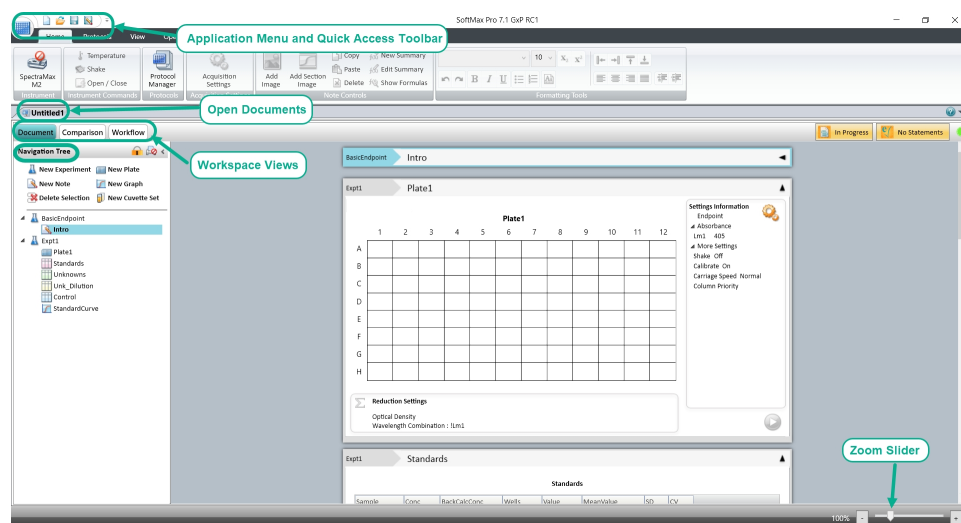 SoftMax Pro 7.1 GxP RC1
Home Protocols View
Application Menu and Quick Access Toolbar
SpectraMax
M2
Instrument
Temperature
Shake
Open / Close
Instrument Commands
Protocol
Manager
Protocols
Acquisition
Settings
Add
Image
Add Section
Image
Copy New Summary
Paste Edit Summary
Delete Show Formulas
Note Controls
10
B I U
Formatting Tools
Untitled1
Open Documents
Document Comparison Workflow
Workspace Views
In Progress No Statements
Navigation Tree
New Experiment New Plate
New Note New Graph
Delete Selection New Cuvette Set
BasicEndpoint
Intro
Expt1
Plate1
Standards
Unknowns
Unk_Dilution
Control
StandardCurve
BasicEndpoint Intro
Expt1 Plate1
Plate1
1 2 3 4 5 6 7 8 9 10 11 12
A
B
C
D
E
F
G
H
Settings Information
Endpoint
Absorbance
Lm1 405
More Settings
Shake Off
Calibrate On
Carriage Speed Normal
Column Priority
Reduction Settings
Optical Density
Wavelength Combination : !Lm1
Expt1 Standards
Standards
Sample Conc BackCalcConc Wells Value MeanValue SD CV
Zoom Slider
100% - +